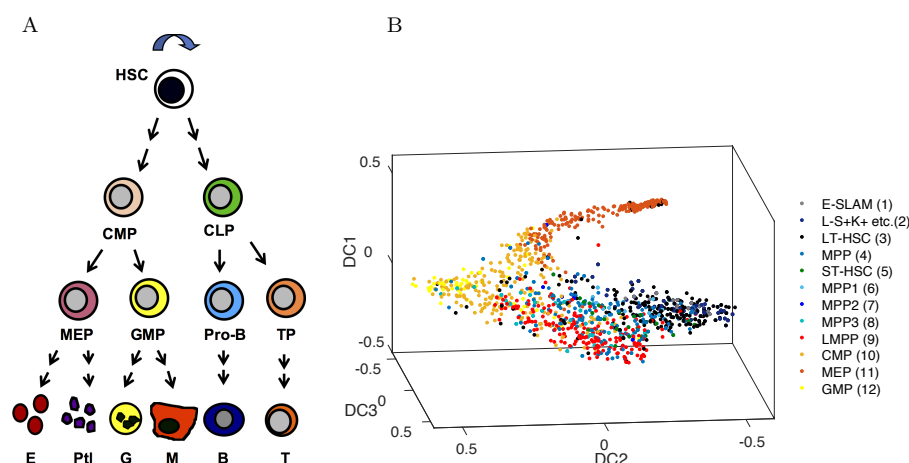 A
HSC
CMP CLP
MEP GMP Pro-B TP
E Ptl G M B T
B
0.5
0
-0.5
DC1
-0.5
0
0.5
DC3
0.5 0 -0.5
DC2
E-SLAM (1)
L-S+K+ etc.(2)
LT-HSC (3)
MPP (4)
ST-HSC (5)
MPP1 (6)
MPP2 (7)
MPP3 (8)
LMPP (9)
CMP (10)
MEP (11)
GMP (12)